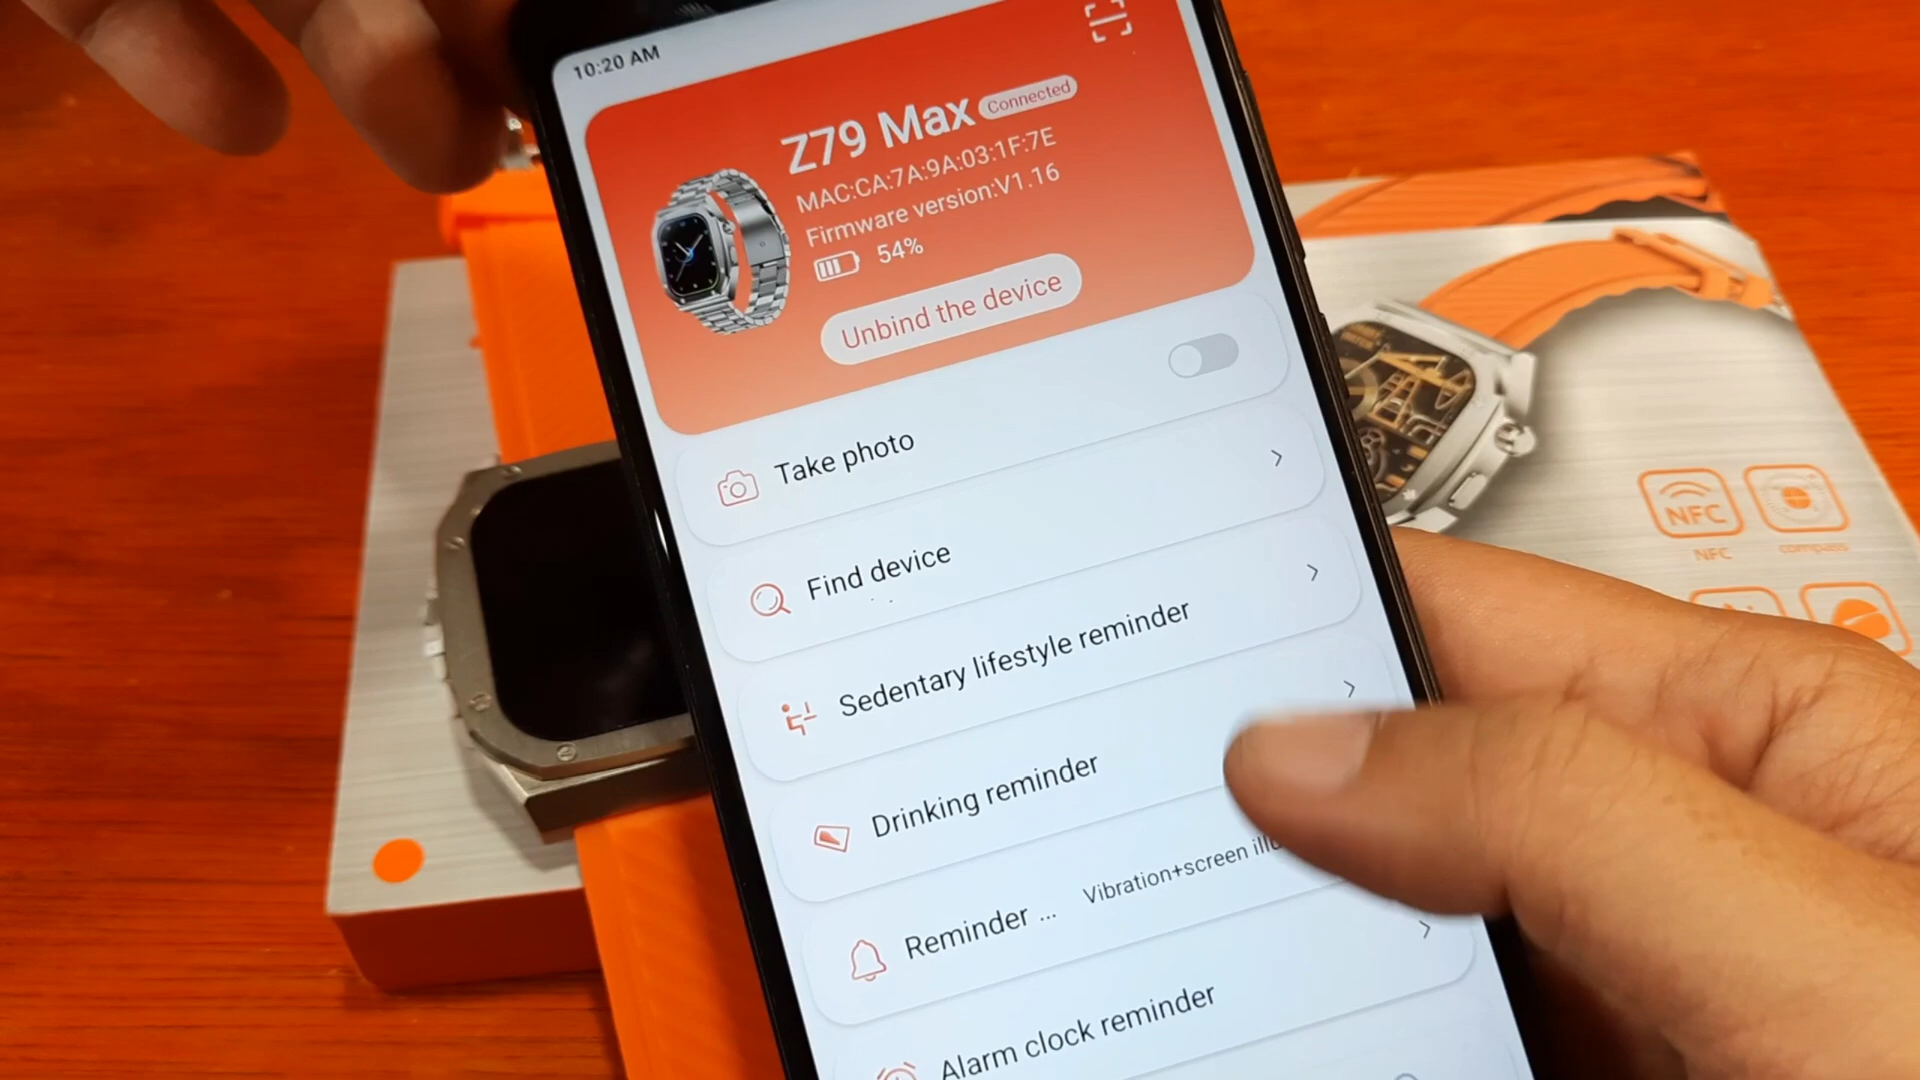 10:20 AM
Z79 Max
Connected
MAC:CA:7A:9A:03:1F:7E
Firmware version:V1.16
54%
Unbind the device
Take photo
Find device
Sedentary lifestyle reminder
Drinking reminder
Reminder ...
Vibration+screen
Alarm clock reminder
NFC
NFC
compass